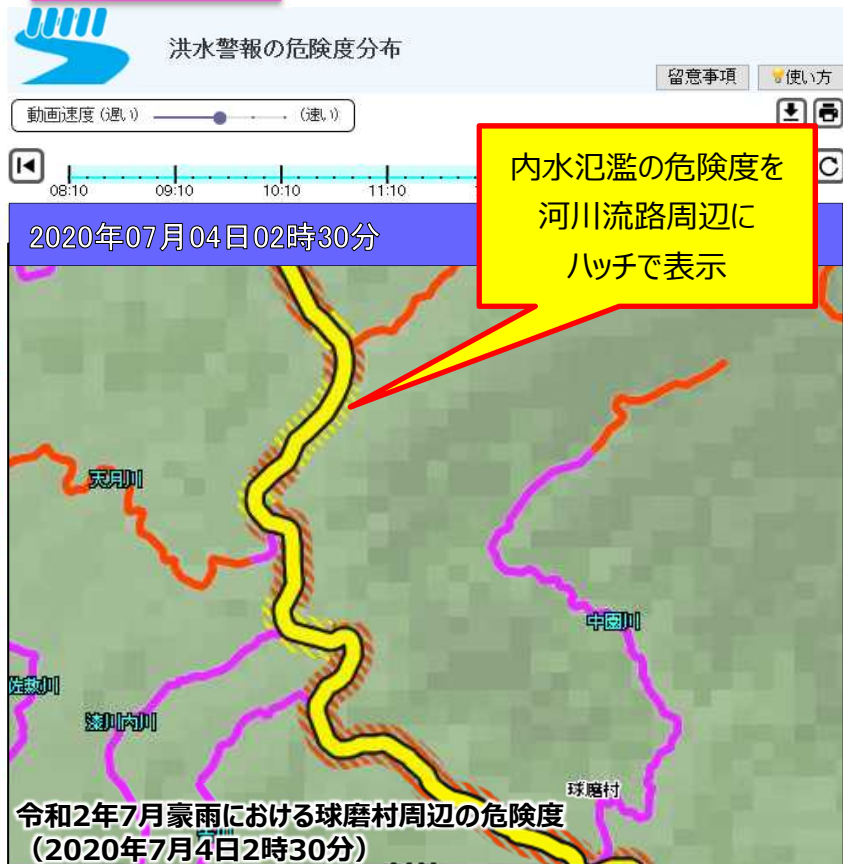 洪水警報の危険度分布
留意事項
使い方
動画速度 (遅い)
(速い)
08:10 09:10 10:10 11:10
2020年07月04日02時30分
内水氾濫の危険度を
河川流路周辺に
ハッチで表示
天月川
中園川
佐敷川
漆川内川
球磨村
令和2年7月豪雨における球磨村周辺の危険度
（2020年7月4日2時30分）